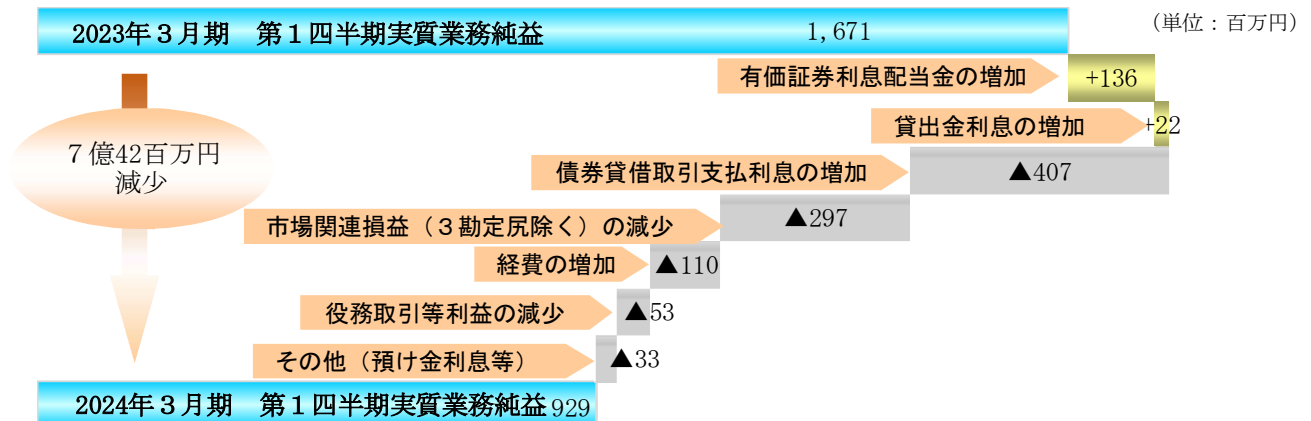 2023年３月期　第１四半期実質業務純益 1,671
（単位：百万円）
有価証券利息配当金の増加 +136
貸出金利息の増加 +22
７億42百万円
減少
債券貸借取引支払利息の増加 ▲407
市場関連損益（３勘定尻除く）の減少 ▲297
経費の増加 ▲110
役務取引等利益の減少 ▲53
その他（預け金利息等） ▲33
2024年３月期　第１四半期実質業務純益 929